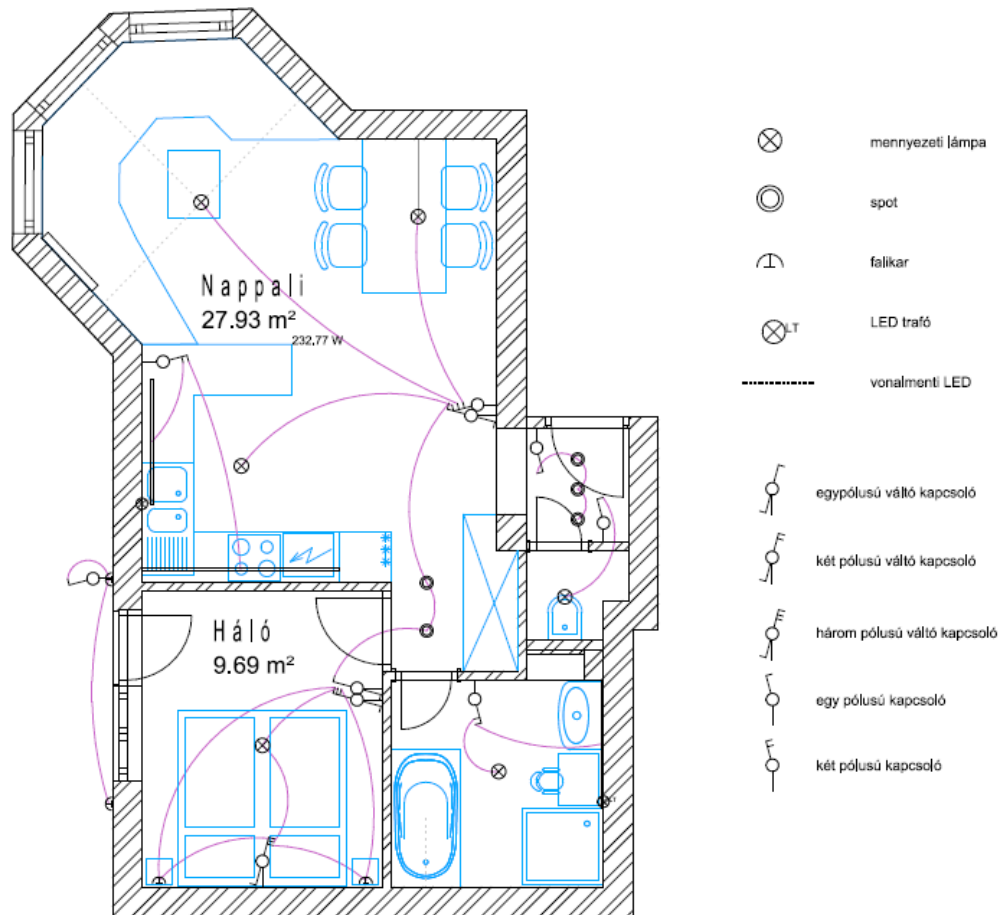 Nappali
27.93 m²
232.77 W
Háló
9.69 m²
mennyezeti lámpa
spot
falikar
LT
LED trafó
vonalmenti LED
egypólusú váltó kapcsoló
két pólusú váltó kapcsoló
három pólusú váltó kapcsoló
egy pólusú kapcsoló
két pólusú kapcsoló